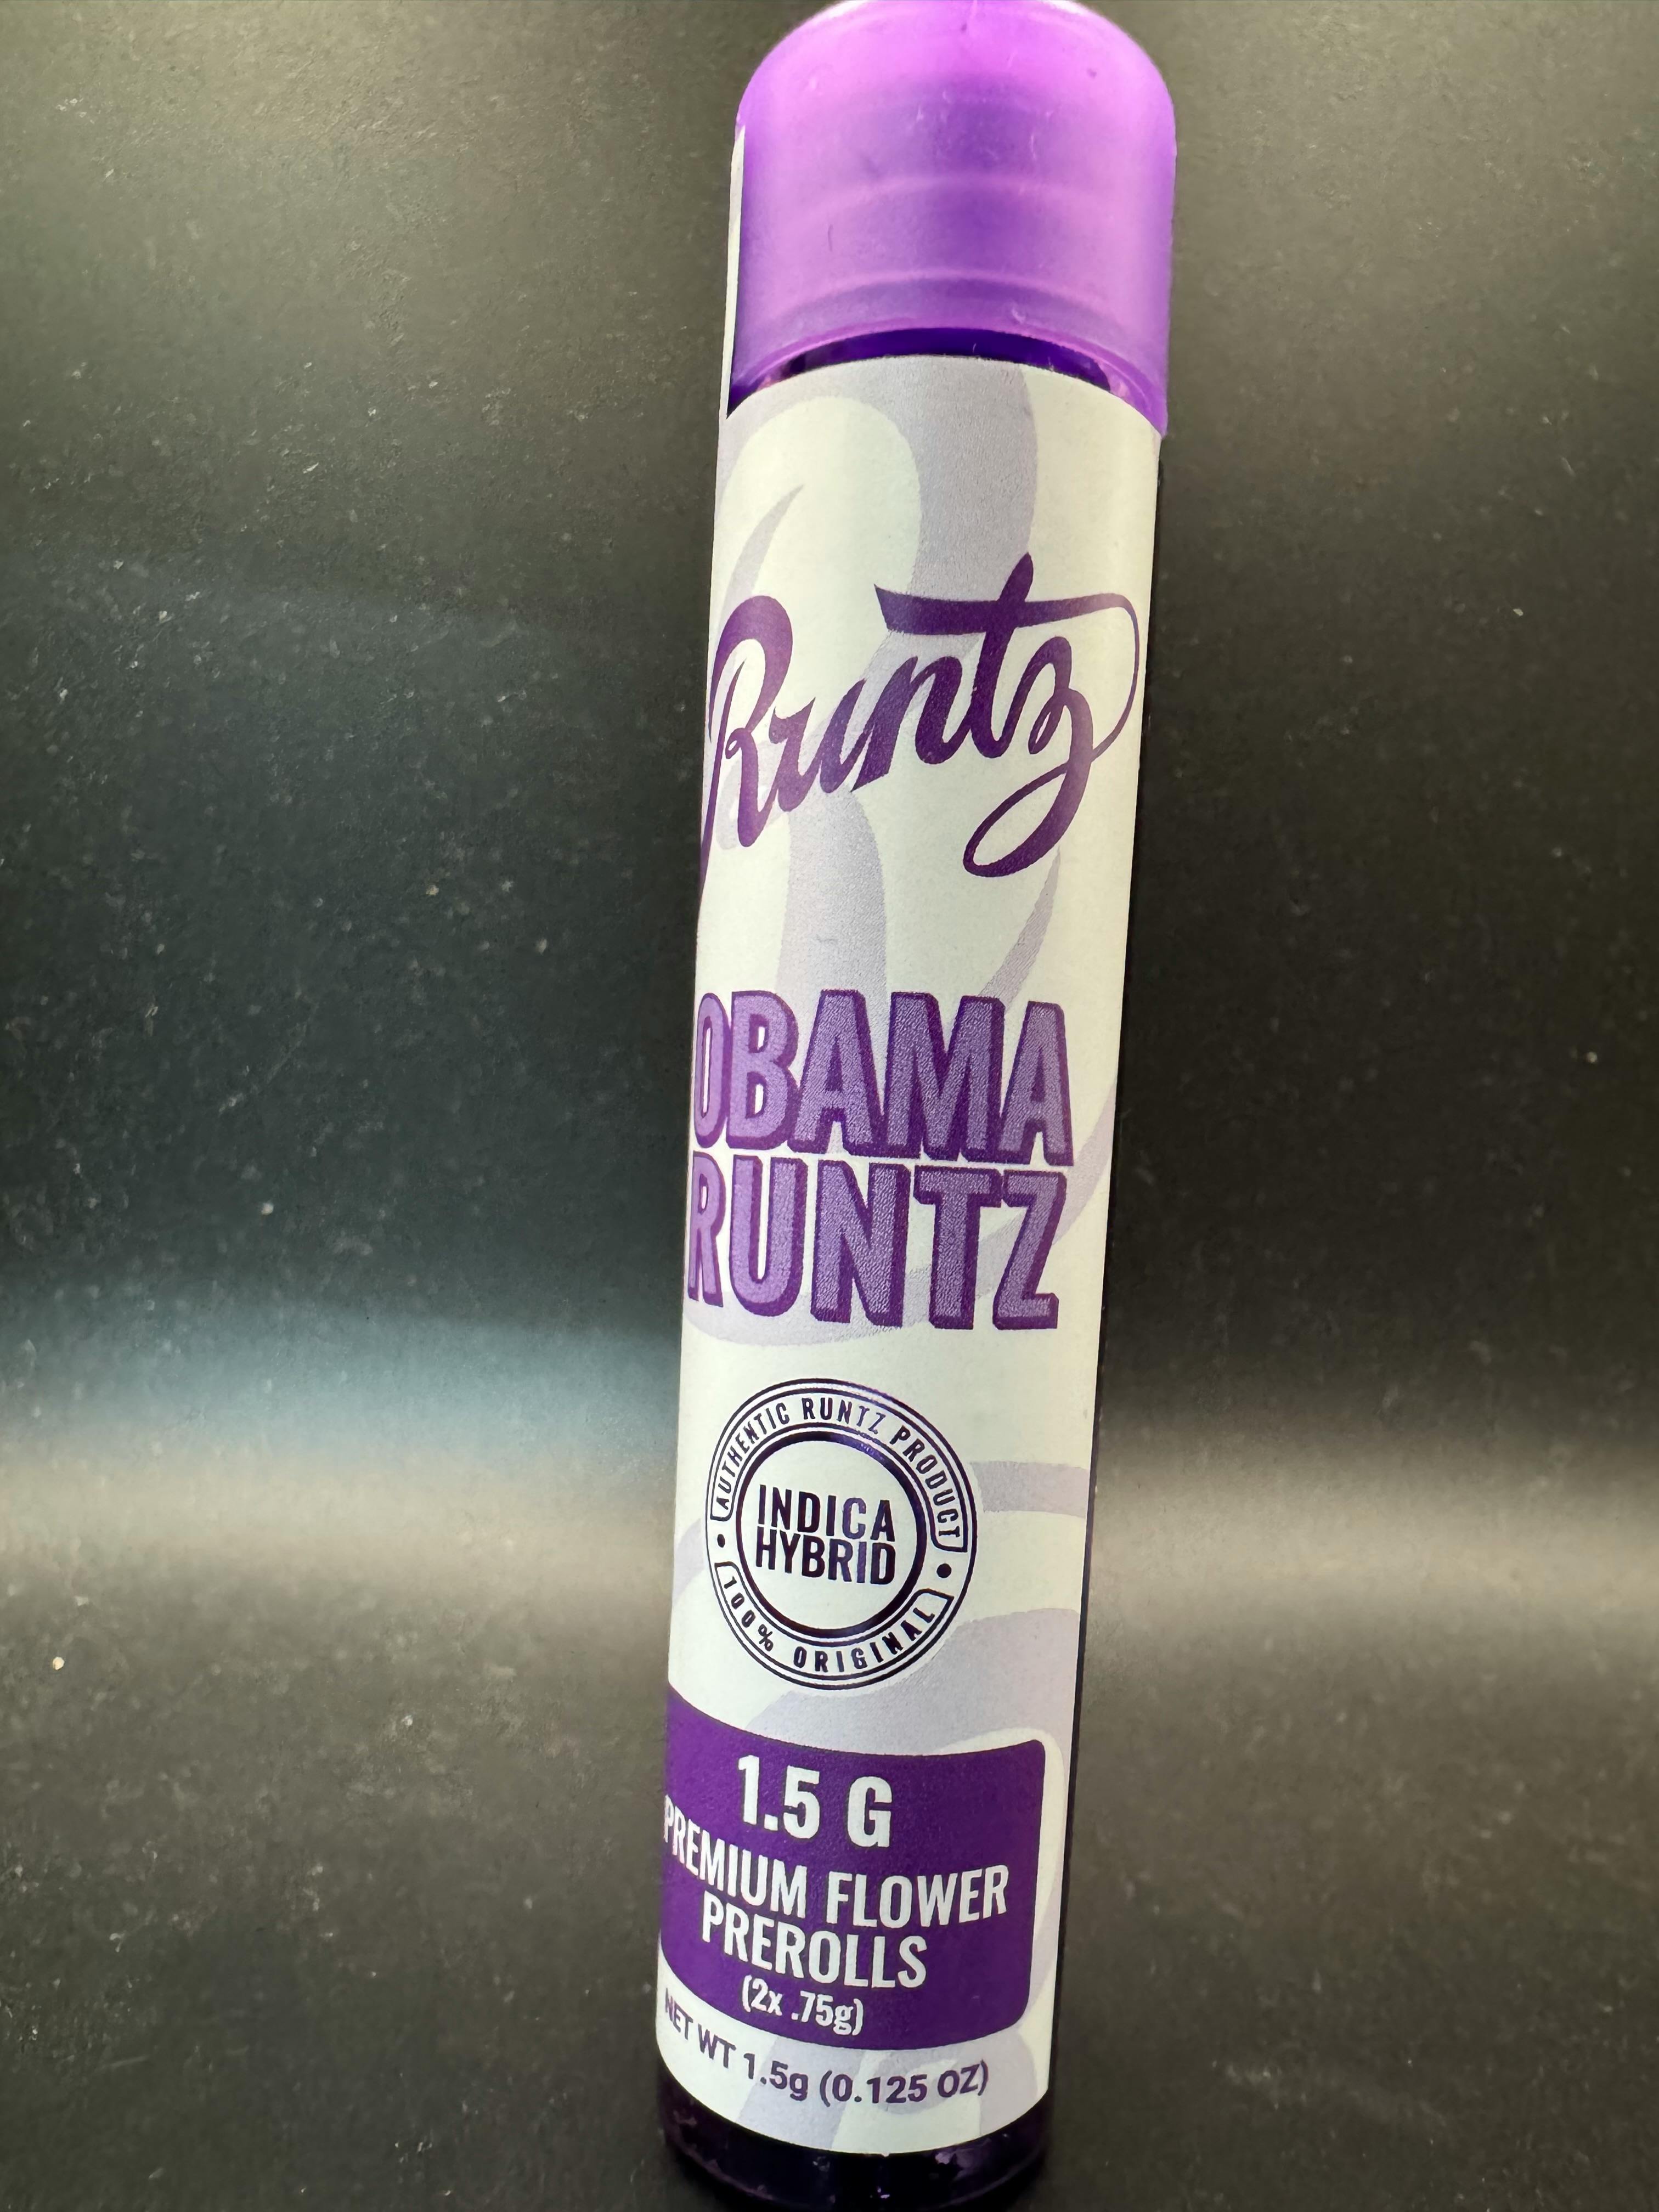 Runtz
OBAMA
RUNTZ
AUTHENTIC RUNTZ PRODUCT
INDICA
HYBRID
100% ORIGINAL
1.5 G
PREMIUM FLOWER
PREROLLS
(2x .75g)
NET WT 1.5g (0.125 OZ)